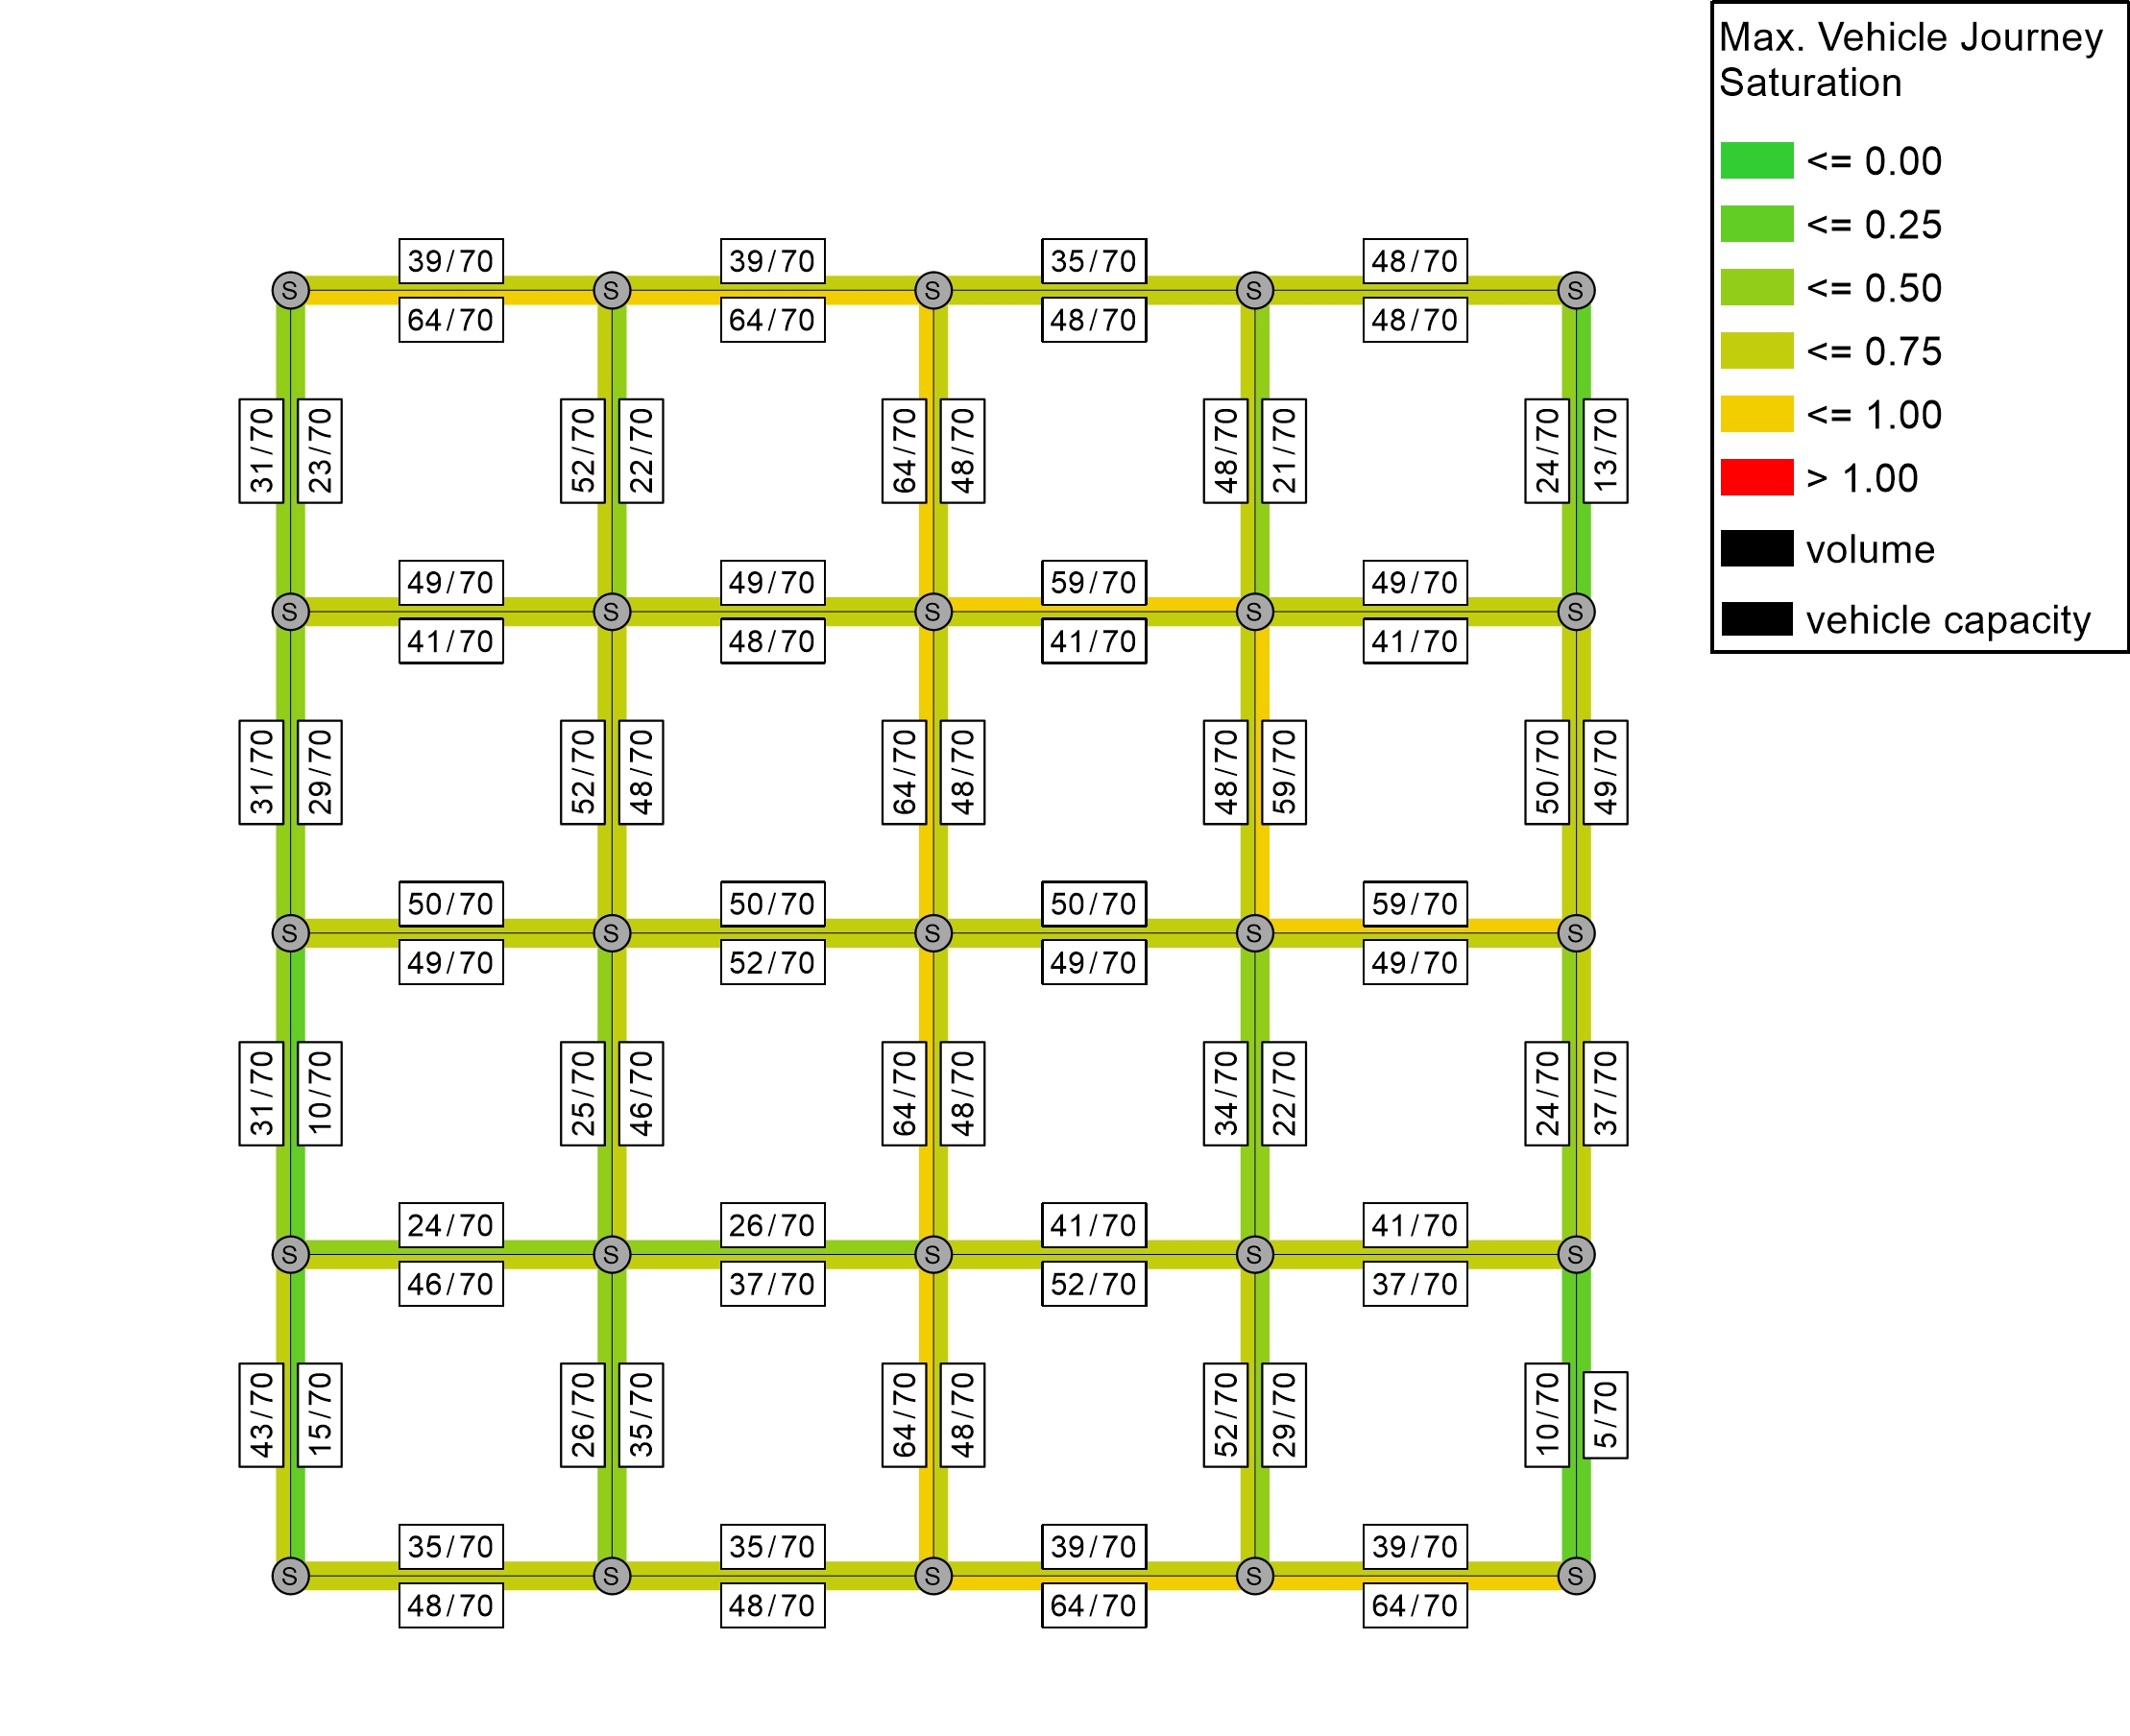 Max. Vehicle Journey
Saturation
<= 0.00
<= 0.25
<= 0.50
<= 0.75
<= 1.00
> 1.00
volume
vehicle capacity
39/70 39/70 35/70 48/70
S S S S S
64/70 64/70 48/70 48/70
31/70 23/70 52/70 22/70 64/70 48/70 48/70 21/70 24/70 13/70
49/70 49/70 59/70 49/70
S S S S S
41/70 48/70 41/70 41/70
31/70 29/70 52/70 48/70 64/70 48/70 48/70 59/70 50/70 49/70
50/70 50/70 50/70 59/70
S S S S S
49/70 52/70 49/70 49/70
31/70 10/70 25/70 46/70 64/70 48/70 34/70 22/70 24/70 37/70
24/70 26/70 41/70 41/70
S S S S S
46/70 37/70 52/70 37/70
43/70 15/70 26/70 35/70 64/70 48/70 52/70 29/70 10/70 5/70
35/70 35/70 39/70 39/70
S S S S S
48/70 48/70 64/70 64/70